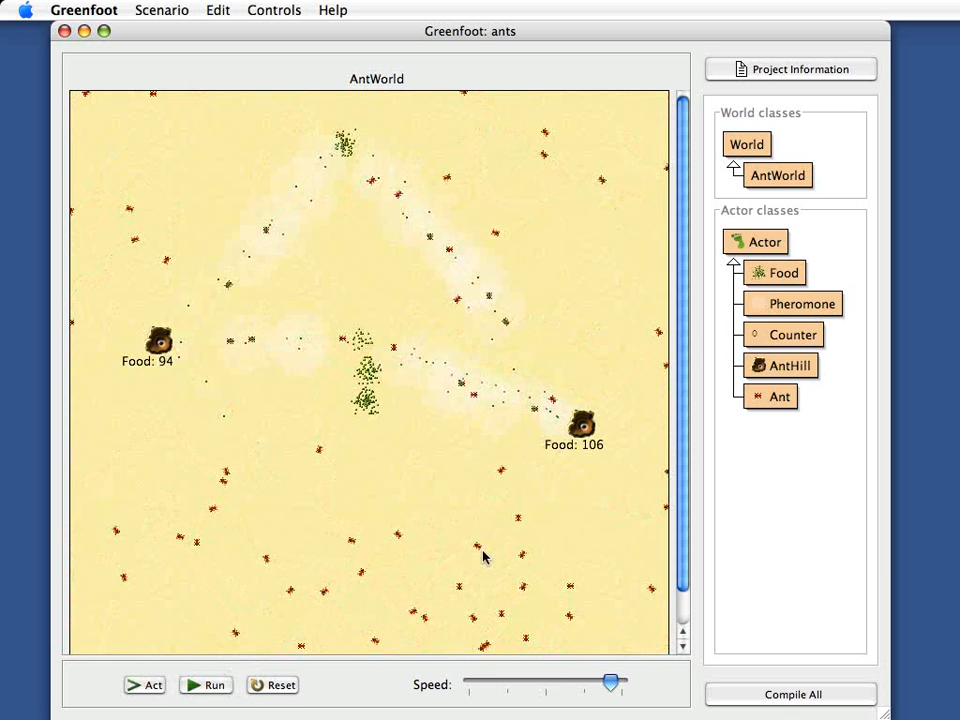 Greenfoot Scenario Edit Controls Help
Greenfoot: ants
AntWorld
Food: 94
Food: 106
Act
Run
Reset
Speed:
Project Information
World classes
World
AntWorld
Actor classes
Actor
Food
Pheromone
Counter
AntHill
Ant
Compile All